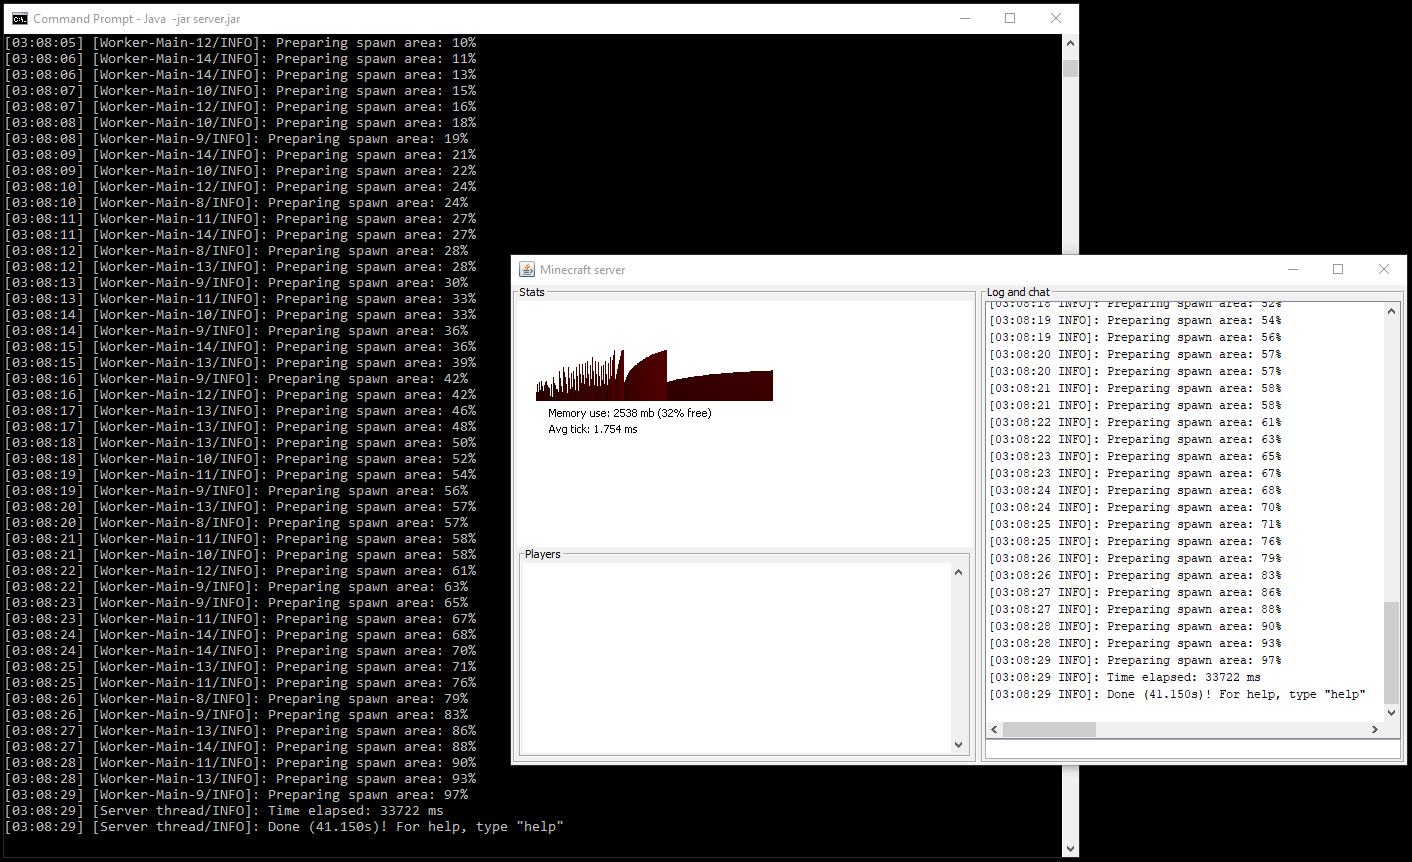 Command Prompt - Java  -jar server.jar
[03:08:05] [Worker-Main-12/INFO]: Preparing spawn area: 10%
[03:08:06] [Worker-Main-14/INFO]: Preparing spawn area: 11%
[03:08:06] [Worker-Main-14/INFO]: Preparing spawn area: 13%
[03:08:07] [Worker-Main-10/INFO]: Preparing spawn area: 15%
[03:08:07] [Worker-Main-12/INFO]: Preparing spawn area: 16%
[03:08:08] [Worker-Main-10/INFO]: Preparing spawn area: 18%
[03:08:08] [Worker-Main-9/INFO]: Preparing spawn area: 19%
[03:08:09] [Worker-Main-14/INFO]: Preparing spawn area: 21%
[03:08:09] [Worker-Main-10/INFO]: Preparing spawn area: 22%
[03:08:10] [Worker-Main-12/INFO]: Preparing spawn area: 24%
[03:08:10] [Worker-Main-8/INFO]: Preparing spawn area: 24%
[03:08:11] [Worker-Main-11/INFO]: Preparing spawn area: 27%
[03:08:11] [Worker-Main-14/INFO]: Preparing spawn area: 27%
[03:08:12] [Worker-Main-8/INFO]: Preparing spawn area: 28%
[03:08:12] [Worker-Main-13/INFO]: Preparing spawn area: 28%
[03:08:13] [Worker-Main-9/INFO]: Preparing spawn area: 30%
[03:08:13] [Worker-Main-11/INFO]: Preparing spawn area: 33%
[03:08:14] [Worker-Main-10/INFO]: Preparing spawn area: 33%
[03:08:14] [Worker-Main-9/INFO]: Preparing spawn area: 36%
[03:08:15] [Worker-Main-14/INFO]: Preparing spawn area: 36%
[03:08:15] [Worker-Main-13/INFO]: Preparing spawn area: 39%
[03:08:16] [Worker-Main-9/INFO]: Preparing spawn area: 42%
[03:08:16] [Worker-Main-12/INFO]: Preparing spawn area: 42%
[03:08:17] [Worker-Main-13/INFO]: Preparing spawn area: 46%
[03:08:17] [Worker-Main-13/INFO]: Preparing spawn area: 48%
[03:08:18] [Worker-Main-13/INFO]: Preparing spawn area: 50%
[03:08:18] [Worker-Main-10/INFO]: Preparing spawn area: 52%
[03:08:19] [Worker-Main-11/INFO]: Preparing spawn area: 54%
[03:08:19] [Worker-Main-9/INFO]: Preparing spawn area: 56%
[03:08:20] [Worker-Main-13/INFO]: Preparing spawn area: 57%
[03:08:20] [Worker-Main-8/INFO]: Preparing spawn area: 57%
[03:08:21] [Worker-Main-11/INFO]: Preparing spawn area: 58%
[03:08:21] [Worker-Main-10/INFO]: Preparing spawn area: 58%
[03:08:22] [Worker-Main-12/INFO]: Preparing spawn area: 61%
[03:08:22] [Worker-Main-9/INFO]: Preparing spawn area: 63%
[03:08:23] [Worker-Main-9/INFO]: Preparing spawn area: 65%
[03:08:23] [Worker-Main-11/INFO]: Preparing spawn area: 67%
[03:08:24] [Worker-Main-14/INFO]: Preparing spawn area: 68%
[03:08:24] [Worker-Main-14/INFO]: Preparing spawn area: 70%
[03:08:25] [Worker-Main-13/INFO]: Preparing spawn area: 71%
[03:08:25] [Worker-Main-11/INFO]: Preparing spawn area: 76%
[03:08:26] [Worker-Main-8/INFO]: Preparing spawn area: 79%
[03:08:26] [Worker-Main-9/INFO]: Preparing spawn area: 83%
[03:08:27] [Worker-Main-13/INFO]: Preparing spawn area: 86%
[03:08:27] [Worker-Main-14/INFO]: Preparing spawn area: 88%
[03:08:28] [Worker-Main-11/INFO]: Preparing spawn area: 90%
[03:08:28] [Worker-Main-13/INFO]: Preparing spawn area: 93%
[03:08:29] [Worker-Main-9/INFO]: Preparing spawn area: 97%
[03:08:29] [Server thread/INFO]: Time elapsed: 33722 ms
[03:08:29] [Server thread/INFO]: Done (41.150s)! For help, type "help"
Minecraft server
Stats
Memory use: 2538 mb (32% free)
Avg tick: 1.754 ms
Players
Log and chat
[03:08:18 INFO]: Preparing spawn area: 52%
[03:08:19 INFO]: Preparing spawn area: 54%
[03:08:19 INFO]: Preparing spawn area: 56%
[03:08:20 INFO]: Preparing spawn area: 57%
[03:08:20 INFO]: Preparing spawn area: 57%
[03:08:21 INFO]: Preparing spawn area: 58%
[03:08:21 INFO]: Preparing spawn area: 58%
[03:08:22 INFO]: Preparing spawn area: 61%
[03:08:22 INFO]: Preparing spawn area: 63%
[03:08:23 INFO]: Preparing spawn area: 65%
[03:08:23 INFO]: Preparing spawn area: 67%
[03:08:24 INFO]: Preparing spawn area: 68%
[03:08:24 INFO]: Preparing spawn area: 70%
[03:08:25 INFO]: Preparing spawn area: 71%
[03:08:25 INFO]: Preparing spawn area: 76%
[03:08:26 INFO]: Preparing spawn area: 79%
[03:08:26 INFO]: Preparing spawn area: 83%
[03:08:27 INFO]: Preparing spawn area: 86%
[03:08:27 INFO]: Preparing spawn area: 88%
[03:08:28 INFO]: Preparing spawn area: 90%
[03:08:28 INFO]: Preparing spawn area: 93%
[03:08:29 INFO]: Preparing spawn area: 97%
[03:08:29 INFO]: Time elapsed: 33722 ms
[03:08:29 INFO]: Done (41.150s)! For help, type "help"